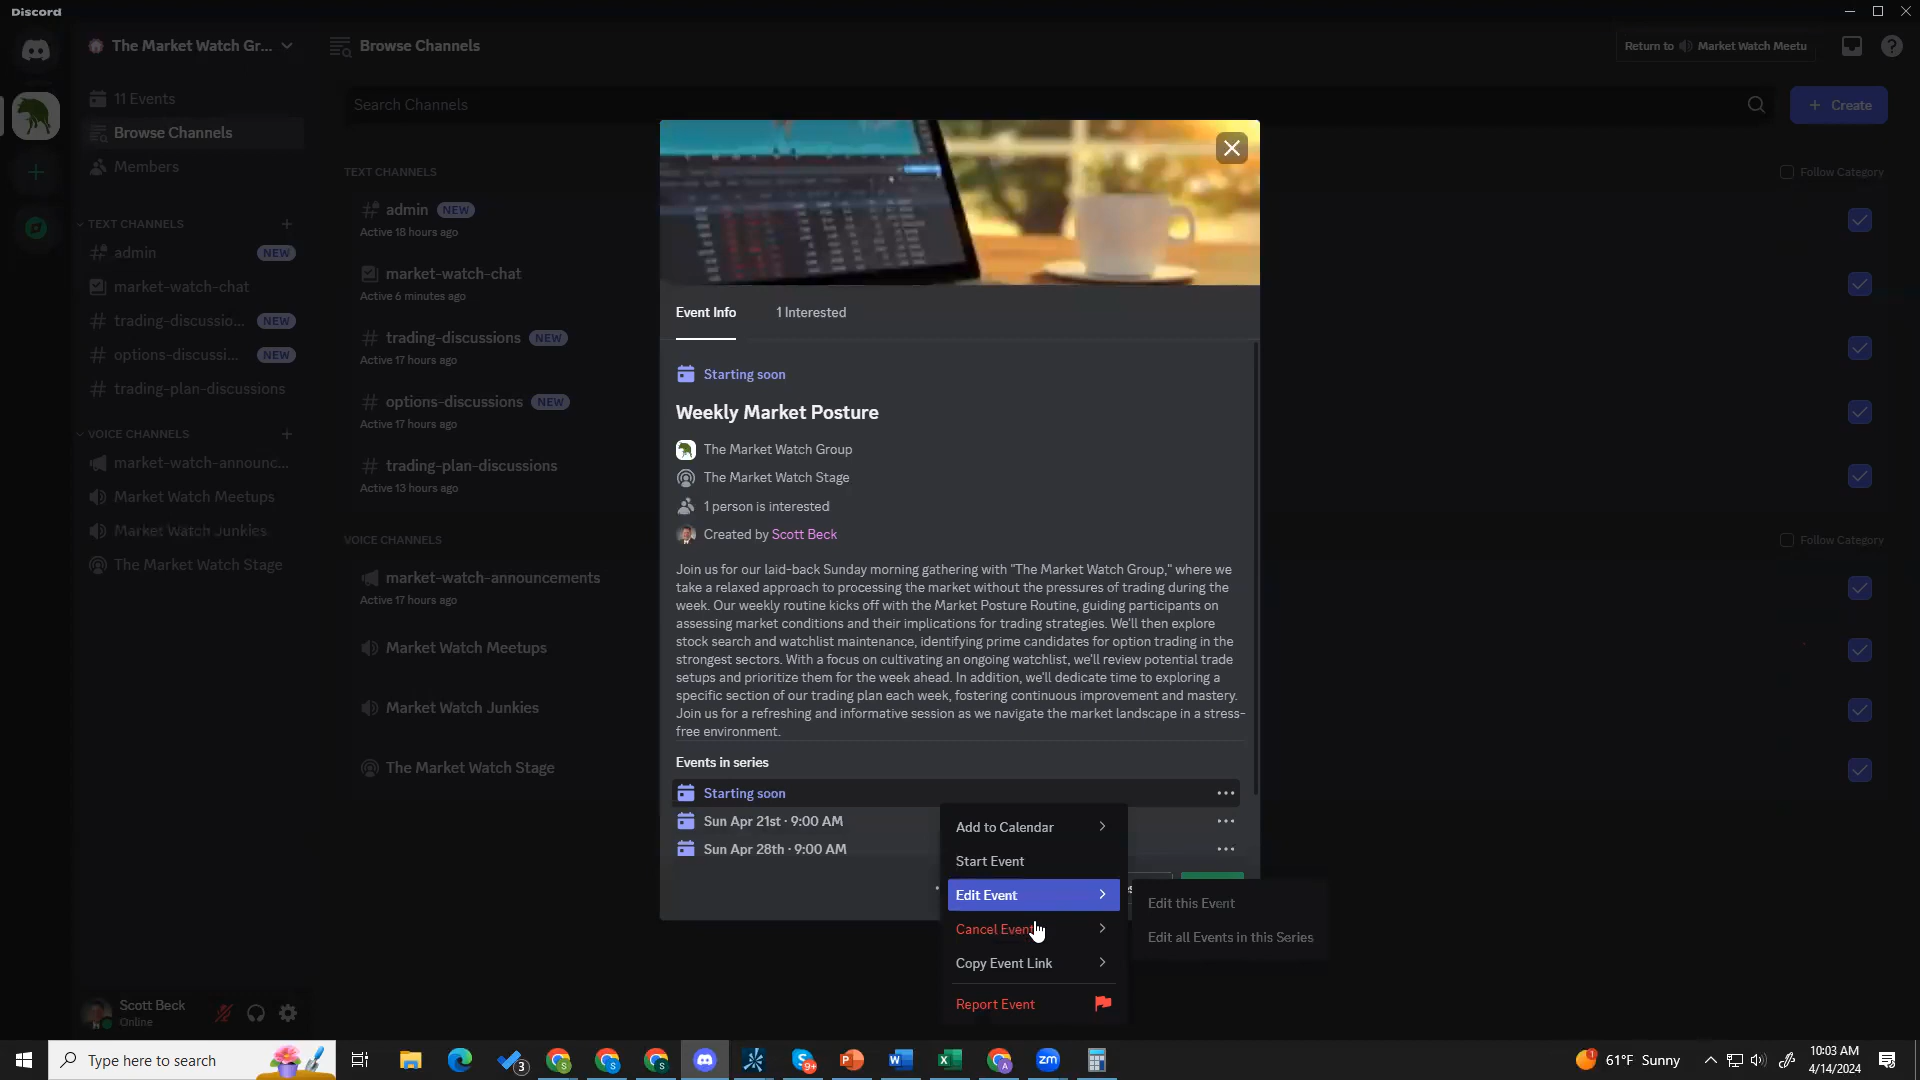 Discord
The Market Watch Gr...
Browse Channels
Return to Market Watch Meetu
11 Events
Browse Channels
Members
Search Channels
+ Create
TEXT CHANNELS
admin NEW
market-watch-chat
trading-discussio... NEW
options-discussi... NEW
trading-plan-discussions
VOICE CHANNELS
market-watch-announc...
Market Watch Meetups
Market Watch Junkies
The Market Watch Stage
TEXT CHANNELS
Follow Category
admin NEW
Active 18 hours ago
market-watch-chat
Active 6 minutes ago
trading-discussions NEW
Active 17 hours ago
options-discussions NEW
Active 17 hours ago
trading-plan-discussions
Active 13 hours ago
VOICE CHANNELS
Follow Category
market-watch-announcements
Active 17 hours ago
Market Watch Meetups
Market Watch Junkies
The Market Watch Stage
Event Info
1 Interested
Starting soon
Weekly Market Posture
The Market Watch Group
The Market Watch Stage
1 person is interested
Created by Scott Beck
Join us for our laid-back Sunday morning gathering with "The Market Watch Group," where we
take a relaxed approach to processing the market without the pressures of trading during the
week. Our weekly routine kicks off with the Market Posture Routine, guiding participants on
assessing market conditions and their implications for trading strategies. We'll then explore
stock search and watchlist maintenance, identifying prime candidates for option trading in the
strongest sectors. With a focus on cultivating an ongoing watchlist, we'll review potential trade
setups and prioritize them for the week ahead. In addition, we'll dedicate time to exploring a
specific section of our trading plan each week, fostering continuous improvement and mastery.
Join us for a refreshing and informative session as we navigate the market landscape in a stress-
free environment.
Events in series
Starting soon
Sun Apr 21st · 9:00 AM
Sun Apr 28th · 9:00 AM
Add to Calendar
Start Event
Edit Event
Cancel Event
Copy Event Link
Report Event
Edit this Event
Edit all Events in this Series
Scott Beck
Online
Type here to search
3
S
S
S
9+
A
zm
61°F Sunny
10:03 AM
4/14/2024